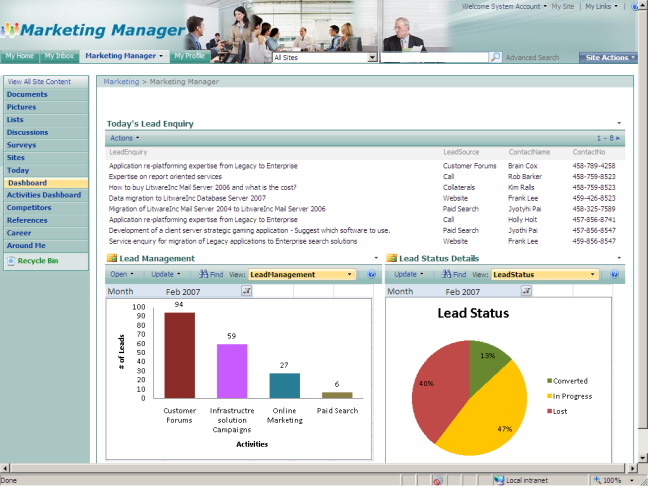 Welcome System Account My Site | My Links
Marketing Manager
My Home My Inbox Marketing Manager My Profile All Sites Advanced Search Site Actions
View All Site Content
Documents
Pictures
Lists
Discussions
Surveys
Sites
Today
Dashboard
Activities Dashboard
Competitors
References
Career
Around Me
Recycle Bin
Marketing > Marketing Manager
Today's Lead Enquiry
Actions 1 - 8
LeadEnquiry LeadSource ContactName ContactNo
Application re-platforming expertise from Legacy to Enterprise Customer Forums Brain Cox 458-789-4258
Expertise on report oriented services Call Rob Barker 458-759-8523
How to buy LitwareInc Mail Server 2006 and what is the cost? Collaterals Kim Ralls 458-759-8523
Data migration to LitwareInc Database Server 2007 Website Frank Lee 459-426-8523
Migration of LitwareInc Mail Server 2004 to LitwareInc Mail Server 2006 Paid Search Jyotyhi Pai 458-325-7589
Application re-platforming expertise from Legacy to Enterprise Call Holly Holt 457-856-8741
Development of a client server strategic gaming application - Suggest which software to use. Paid Search Jyothi Pai 459-856-8547
Service enquiry for migration of Legacy applications to Enterprise search solutions Website Frank Lee 456-856-8547
Lead Management
Open Update Find View: LeadManagement
Month Feb 2007
# of Leads
100
90
80
70
60
50
40
30
20
10
0
94
59
27
6
Customer Forums
Infrastructre solution Campaigns
Online Marketing
Paid Search
Activities
Lead Status Details
Update Find View: LeadStatus
Month Feb 2007
Lead Status
13%
40%
47%
Converted
In Progress
Lost
Done Local intranet 100%